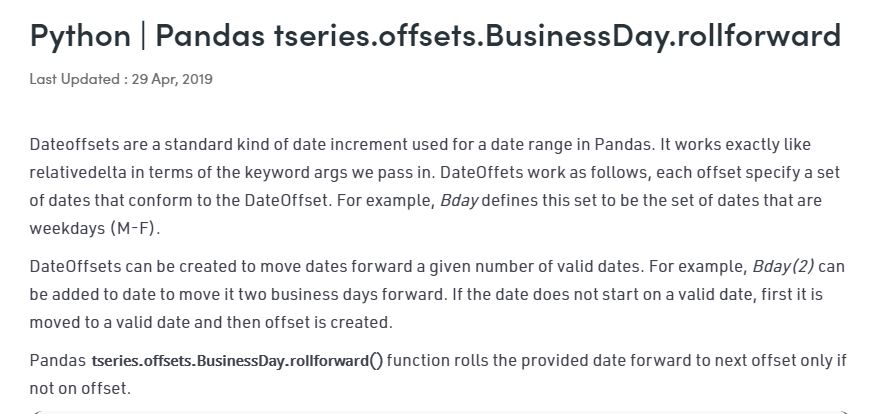 Python | Pandas tseries.offsets.BusinessDay.rollforward
Last Updated : 29 Apr, 2019
Dateoffsets are a standard kind of date increment used for a date range in Pandas. It works exactly like
relativedelta in terms of the keyword args we pass in. DateOffets work as follows, each offset specify a set
of dates that conform to the DateOffset. For example, Bday defines this set to be the set of dates that are
weekdays (M-F).
DateOffsets can be created to move dates forward a given number of valid dates. For example, Bday(2) can
be added to date to move it two business days forward. If the date does not start on a valid date, first it is
moved to a valid date and then offset is created.
Pandas tseries.offsets.BusinessDay.rollforward() function rolls the provided date forward to next offset only if
not on offset.